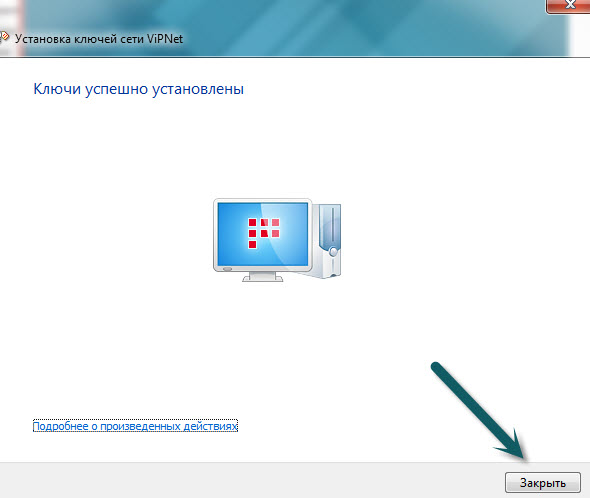 Установка ключей сети ViPNet
Ключи успешно установлены
Подробнее о произведенных действиях
Закрыть